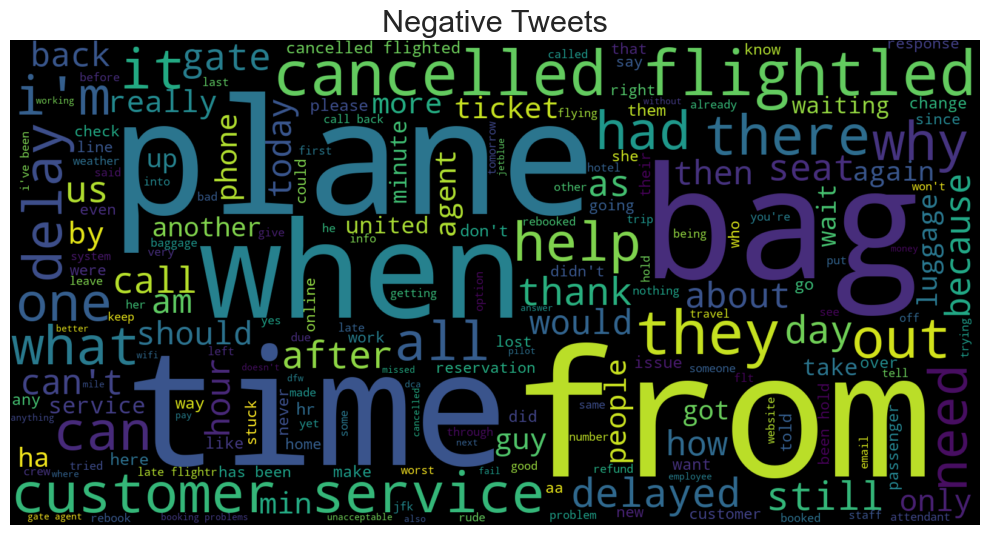 Negative Tweets
back
cancelled flighted
called
that
know
response
it
gate
cancelled flightled
say
before
last
i'm
working
really
please
more
ticket
right
without
already
waiting
change
flying
them
since
call back
check
line
phone
today
minute
tomorrow
jetblue
had
there
why
plane
weather
up
first
she
hotel
then
seat
again
i've been
said
into
could
agent
other
as
their
won't
us
even
bad
going
delay
another
he
united
don't
rebooked
trip
you're
who
wait
by
baggage
give
info
help
being
bag
luggage
because
were
very
when
didn't
hold
put
system
call
leave
her
am
online
getting
option
thank
nothing
about
go
money
one
keep
yes
answer
would
travel
see
off
trying
better
should
due
late
work
they
day
out
what
wifi
left
after
all
lost
issue
over
can't
mile
doesn't
dfw
missed
pilot
reservation
someone
take
tell
any
pay
hour
made
dca
same
flt
service
way
never
hr
some
cancelled
did
people
got
website
told
been hold
passenger
need
anything
stuck
yet
through
time
from
can
like
home
next
guy
number
how
email
ha
tried
here
crew
where
late flightr
has been
make
worst
fail
good
refund
want
employee
customer service
min
aa
delayed
still
only
jfk
problem
new
customer
booked
staff
attendant
gate agent
rebook
booking problems
unacceptable
also
rude